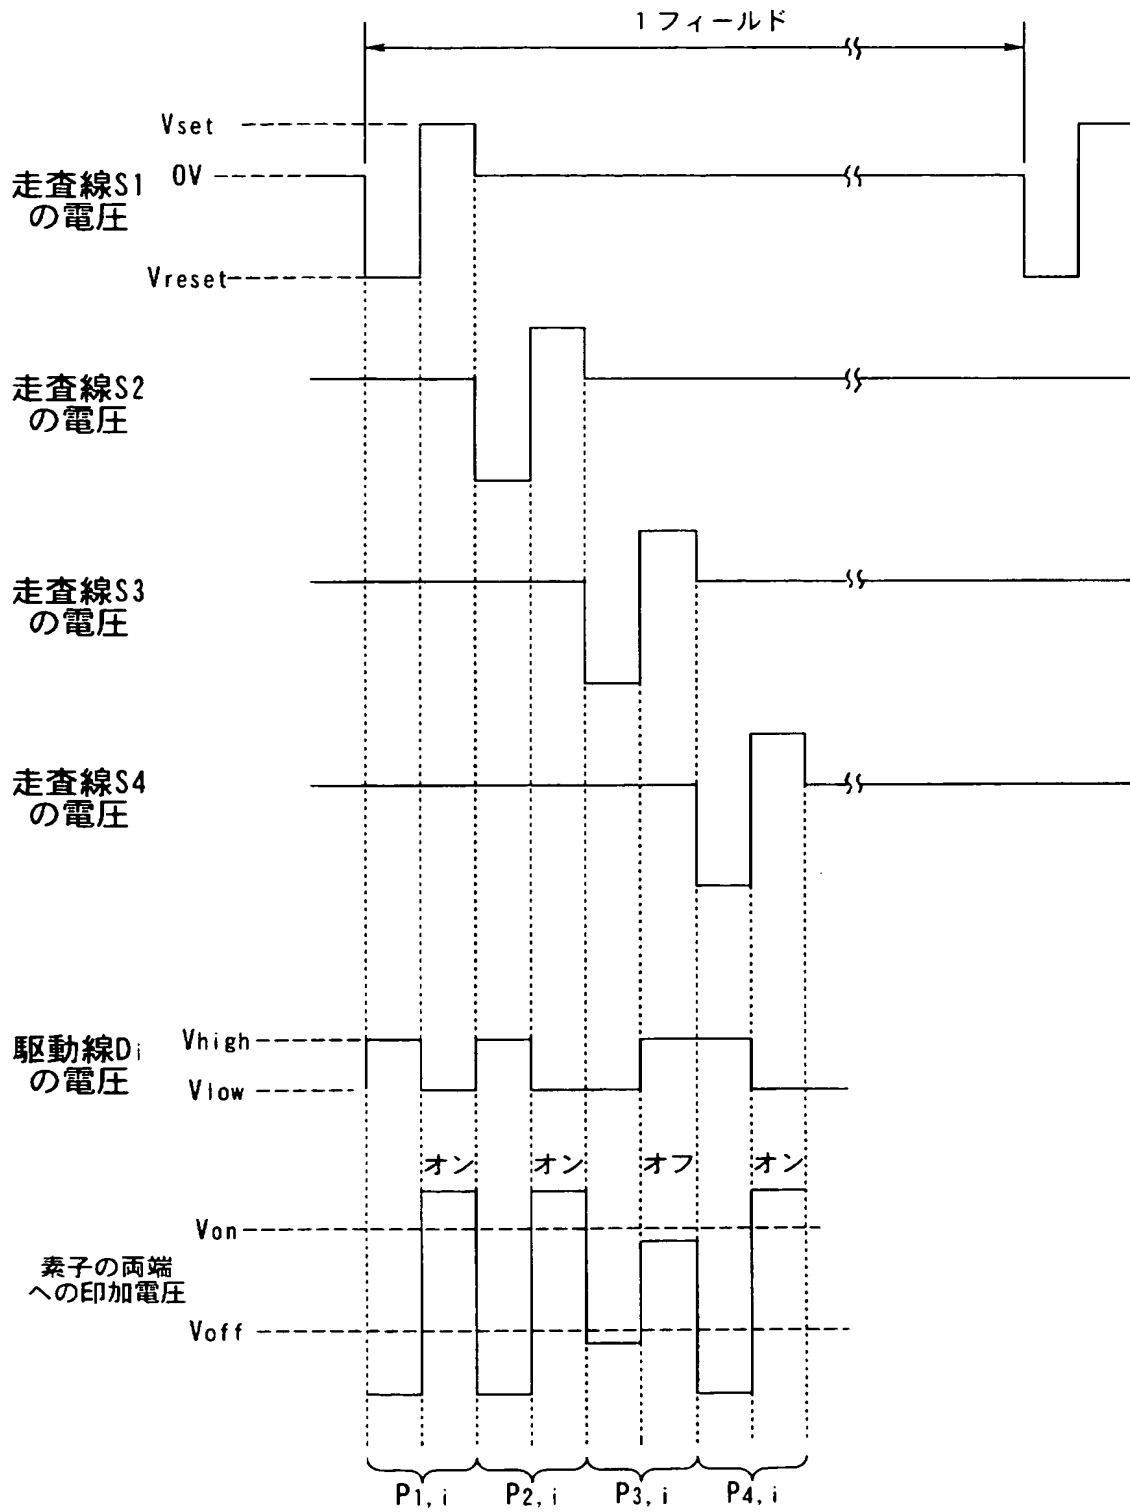 1フィールド
Vset
走査線S1
の電圧
0V
Vreset
走査線S2
の電圧
走査線S3
の電圧
走査線S4
の電圧
駆動線Di
の電圧
Vhigh
Vlow
オン
オン
オフ
オン
Von
素子の両端
への印加電圧
Voff
P1, i
P2, i
P3, i
P4, i